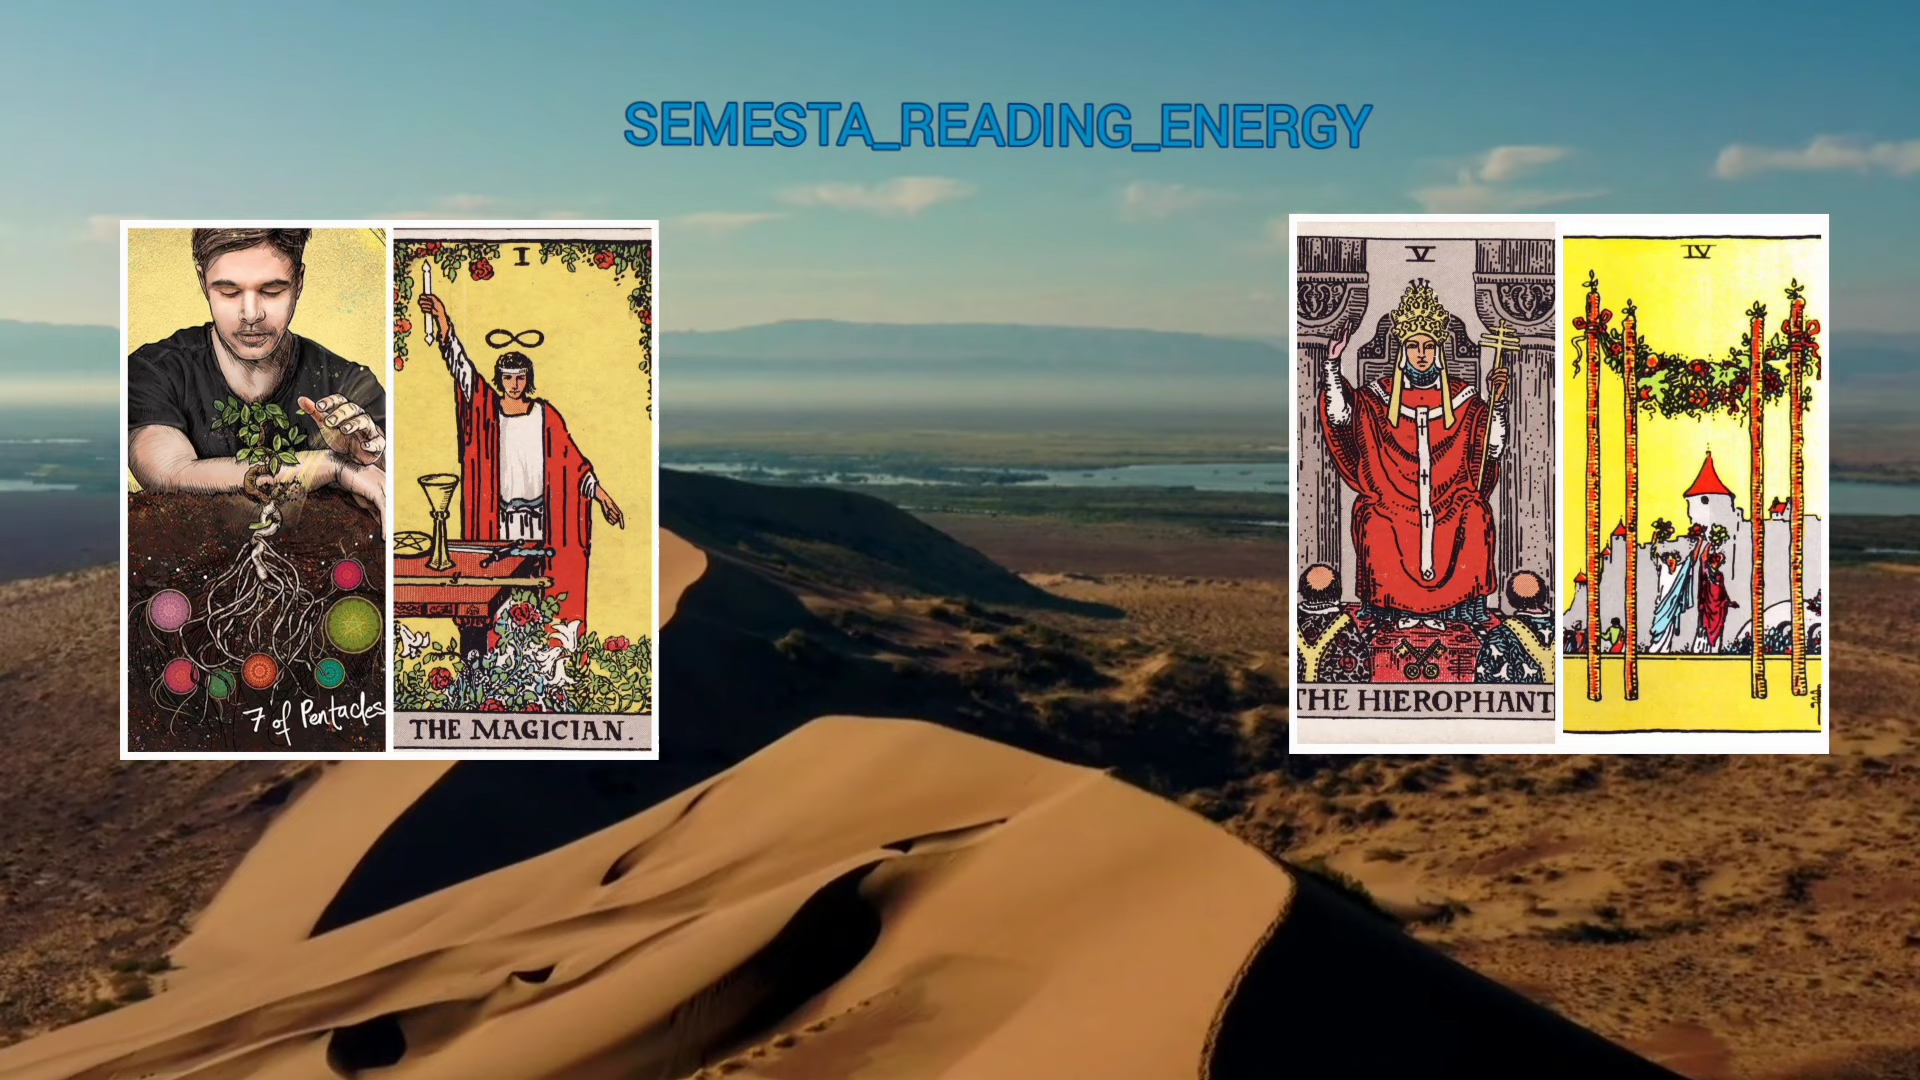 SEMESTA_READING_ENERGY
7 of Pentacles
I
THE MAGICIAN.
V
THE HIEROPHANT
IV